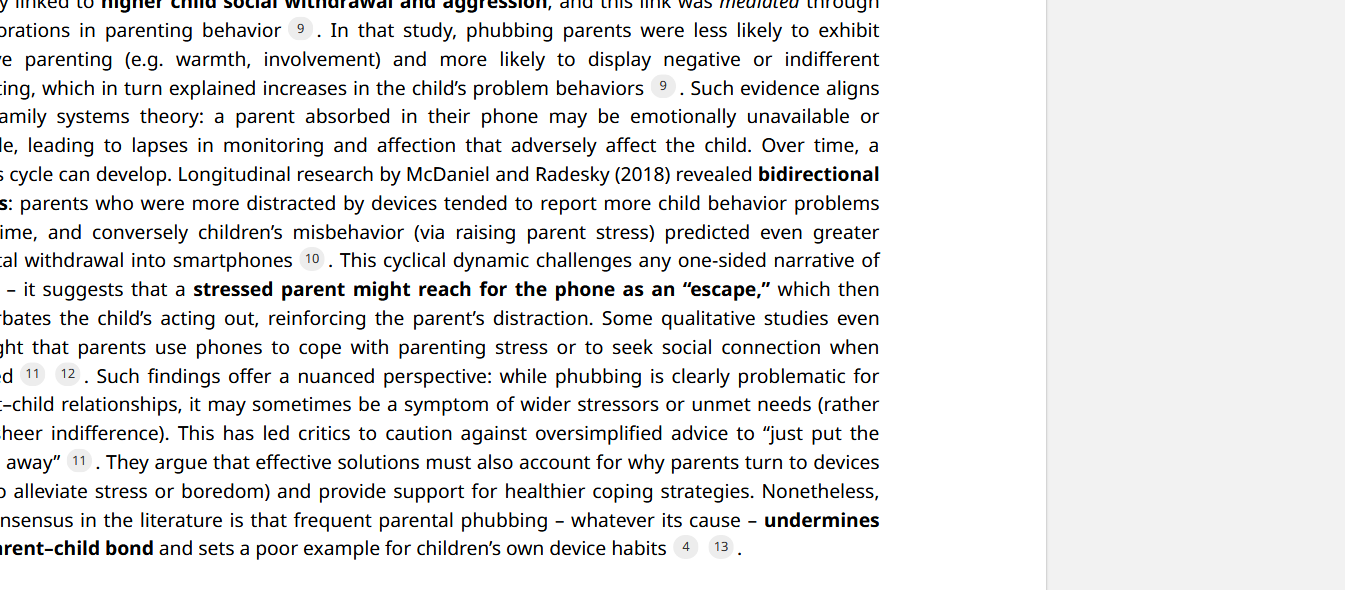 linked to higher child social withdrawal and aggression, and this link was mediated through
orations in parenting behavior 9 . In that study, phubbing parents were less likely to exhibit
e parenting (e.g. warmth, involvement) and more likely to display negative or indifferent
ting, which in turn explained increases in the child’s problem behaviors 9 . Such evidence aligns
amily systems theory: a parent absorbed in their phone may be emotionally unavailable or
le, leading to lapses in monitoring and affection that adversely affect the child. Over time, a
s cycle can develop. Longitudinal research by McDaniel and Radesky (2018) revealed bidirectional
s: parents who were more distracted by devices tended to report more child behavior problems
ime, and conversely children’s misbehavior (via raising parent stress) predicted even greater
tal withdrawal into smartphones 10 . This cyclical dynamic challenges any one-sided narrative of
– it suggests that a stressed parent might reach for the phone as an “escape,” which then
rbates the child’s acting out, reinforcing the parent’s distraction. Some qualitative studies even
ght that parents use phones to cope with parenting stress or to seek social connection when
d 11 12 . Such findings offer a nuanced perspective: while phubbing is clearly problematic for
t–child relationships, it may sometimes be a symptom of wider stressors or unmet needs (rather
heer indifference). This has led critics to caution against oversimplified advice to “just put the
away” 11 . They argue that effective solutions must also account for why parents turn to devices
o alleviate stress or boredom) and provide support for healthier coping strategies. Nonetheless,
nsensus in the literature is that frequent parental phubbing – whatever its cause – undermines
arent–child bond and sets a poor example for children’s own device habits 4 13 .